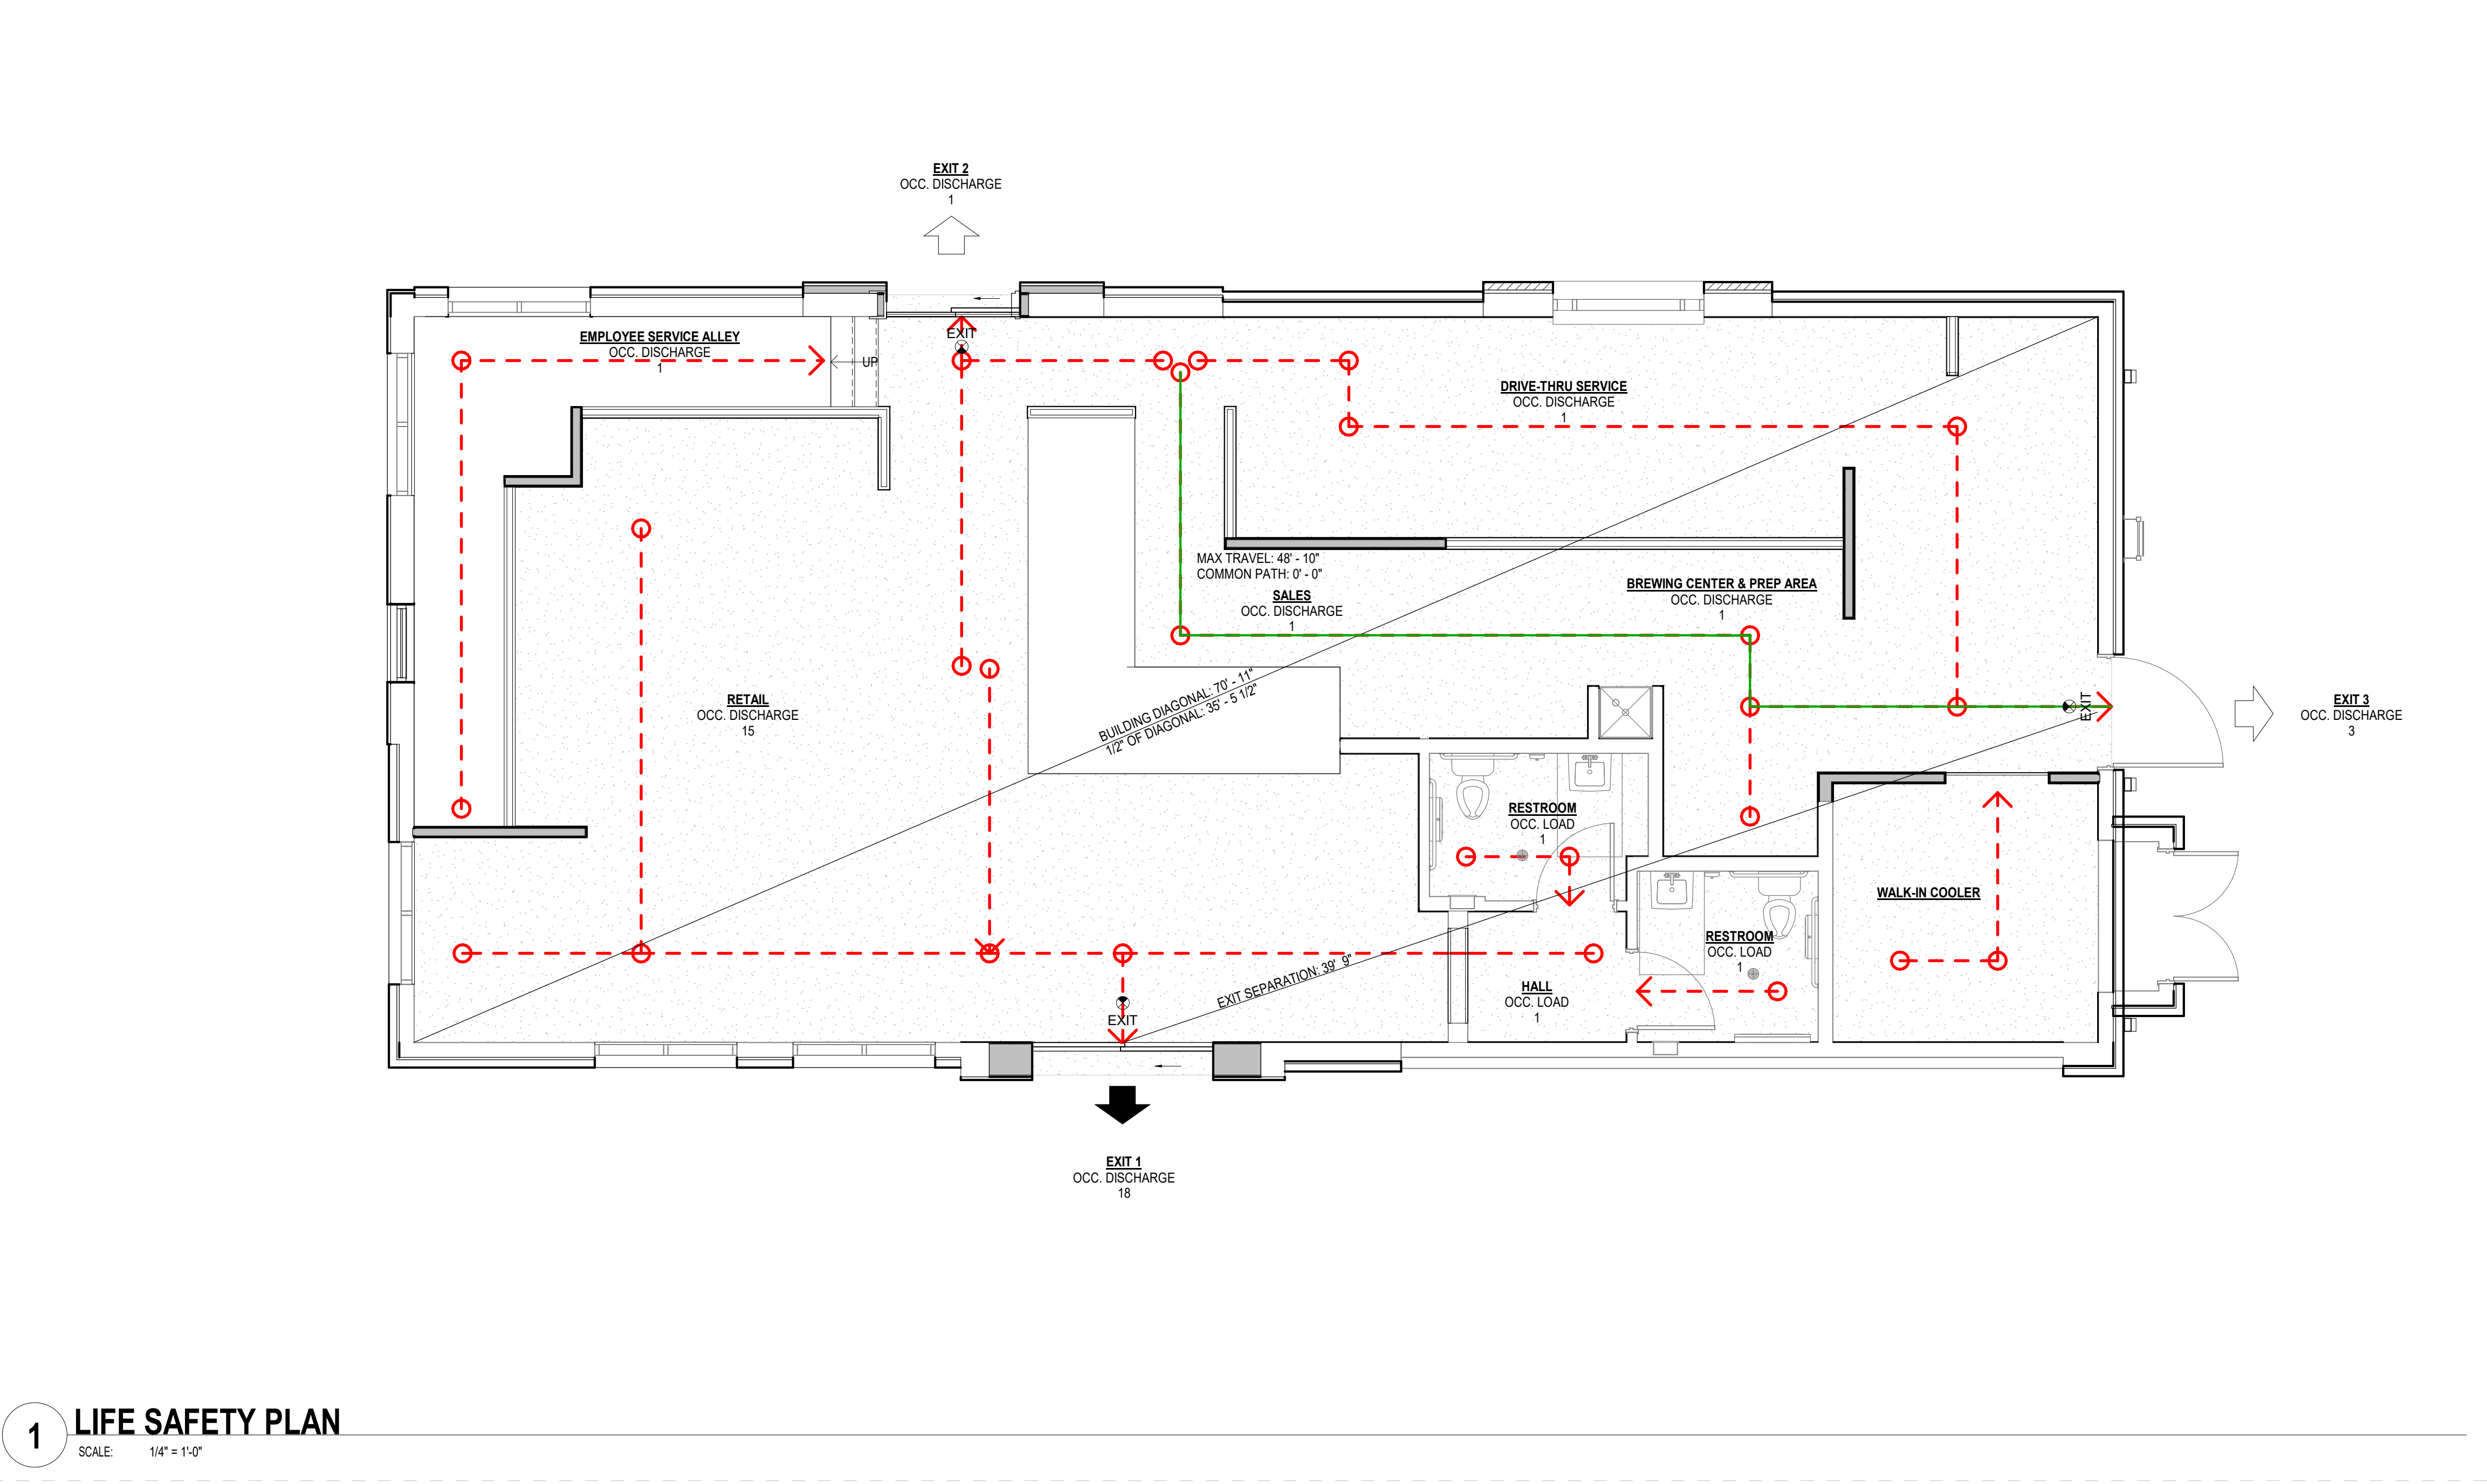 EXIT 2
OCC. DISCHARGE
1
EXIT
EMPLOYEE SERVICE ALLEY
OCC. DISCHARGE
1
UP
DRIVE-THRU SERVICE
OCC. DISCHARGE
1
MAX TRAVEL: 48' - 10"
COMMON PATH: 0' - 0"
SALES
OCC. DISCHARGE
1
BREWING CENTER & PREP AREA
OCC. DISCHARGE
1
RETAIL
OCC. DISCHARGE
15
BUILDING DIAGONAL: 70' - 11"
1/2" OF DIAGONAL: 35' - 5 1/2"
EXIT
EXIT 3
OCC. DISCHARGE
3
RESTROOM
OCC. LOAD
1
WALK-IN COOLER
RESTROOM
OCC. LOAD
1
EXIT SEPARATION: 39' 9"
HALL
OCC. LOAD
1
EXIT
EXIT 1
OCC. DISCHARGE
18
1 LIFE SAFETY PLAN
SCALE: 1/4" = 1'-0"